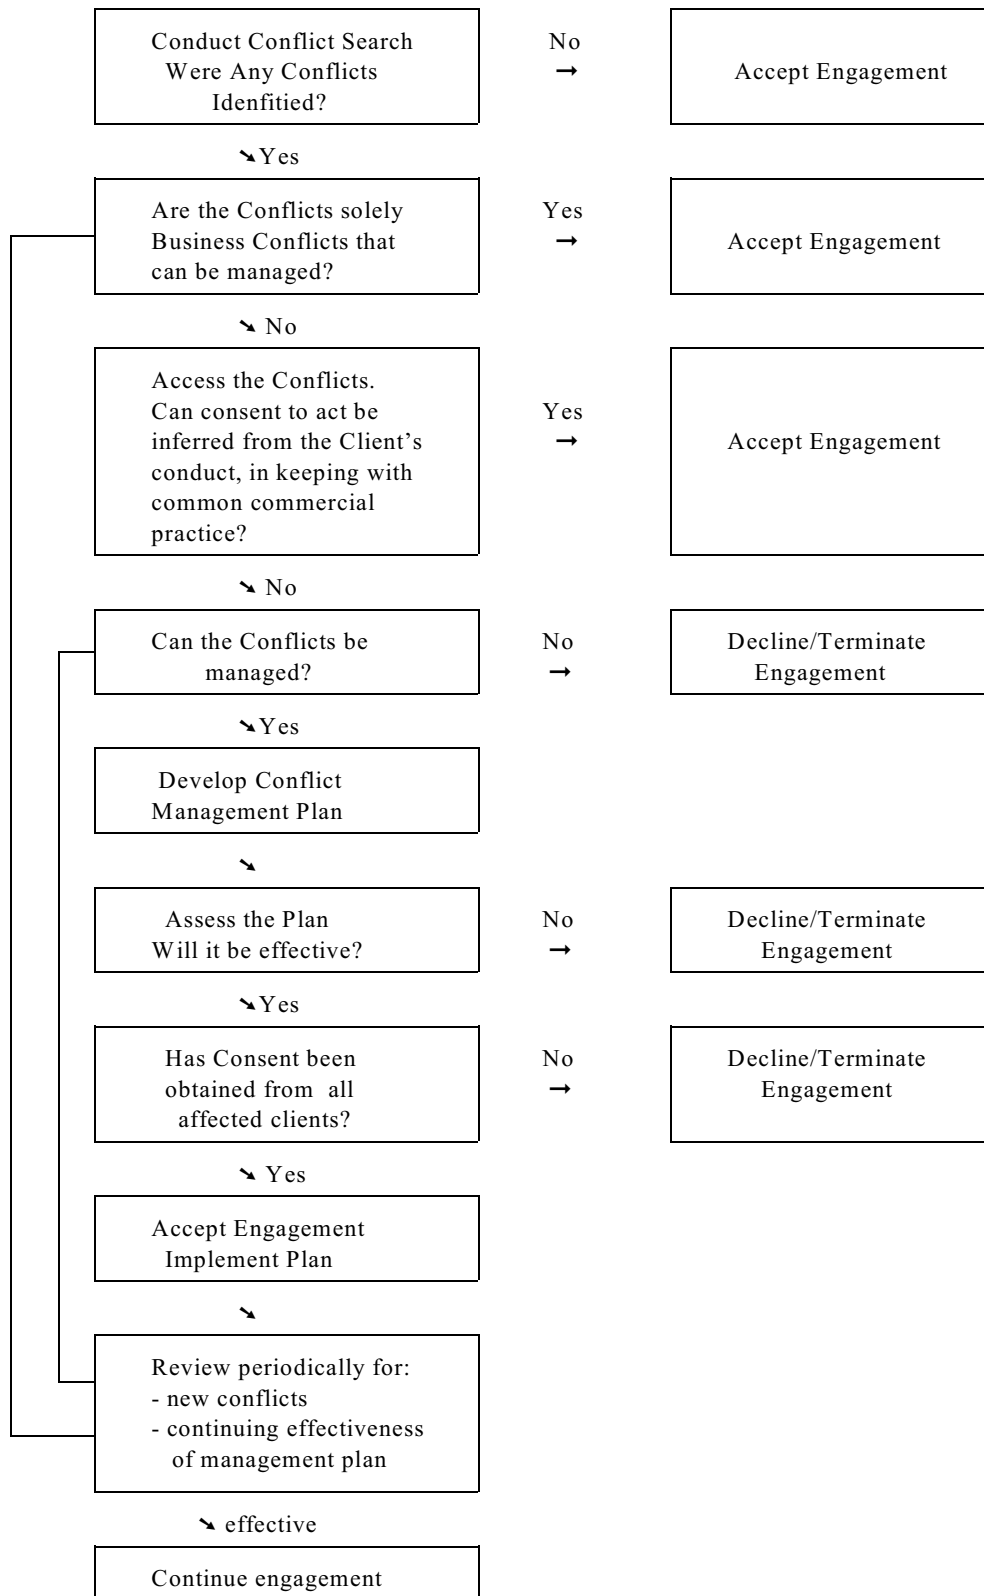 Conduct Conflict Search
Were Any Conflicts
Idenfitied?
No
→
Accept Engagement
➘Yes
Are the Conflicts solely
Business Conflicts that
can be managed?
Yes
→
Accept Engagement
➘ No
Access the Conflicts.
Can consent to act be
inferred from the Client’s
conduct, in keeping with
common commercial
practice?
Yes
→
Accept Engagement
➘ No
Can the Conflicts be
managed?
No
→
Decline/Terminate
Engagement
➘Yes
Develop Conflict
Management Plan
➘
Assess the Plan
Will it be effective?
No
→
Decline/Terminate
Engagement
➘Yes
Has Consent been
obtained from all
affected clients?
No
→
Decline/Terminate
Engagement
➘ Yes
Accept Engagement
Implement Plan
➘
Review periodically for:
- new conflicts
- continuing effectiveness
of management plan
➘ effective
Continue engagement